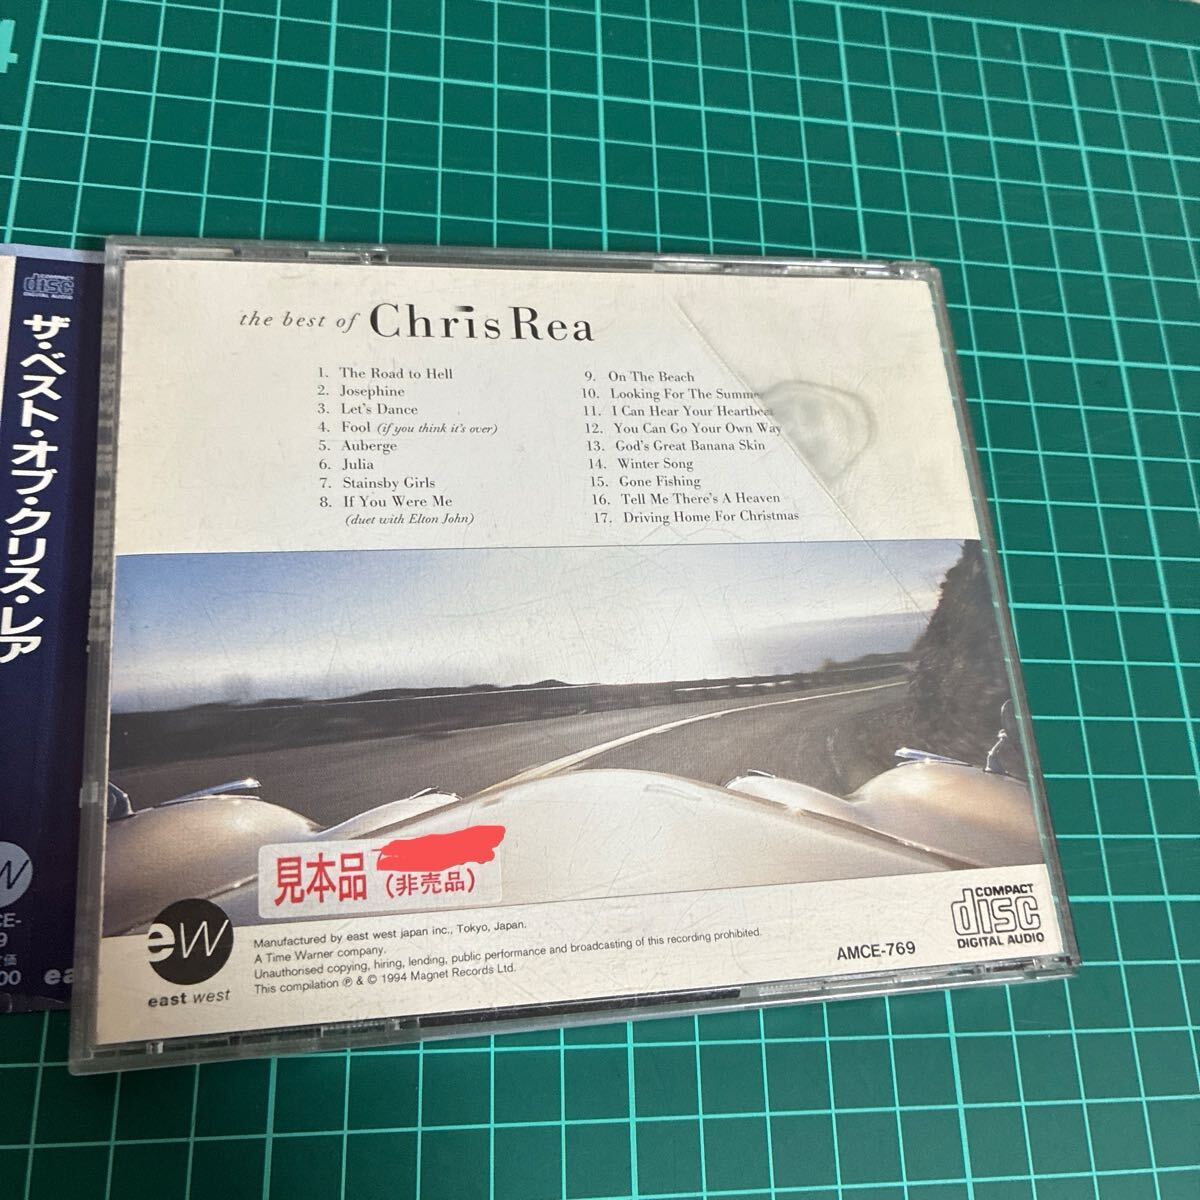 4
COMPACT
disc
DIGITAL AUDIO
ザ・ベスト・オブ・クリス・レア
the best of Chris Rea
1. The Road to Hell
2. Josephine
3. Let's Dance
4. Fool (if you think it's over)
5. Auberge
6. Julia
7. Stainsby Girls
8. If You Were Me
(duet with Elton John)
9. On The Beach
10. Looking For The Summer
11. I Can Hear Your Heartbeat
12. You Can Go Your Own Way
13. God's Great Banana Skin
14. Winter Song
15. Gone Fishing
16. Tell Me There's A Heaven
17. Driving Home For Christmas
見本品
(非売品)
ew
east west
Manufactured by east west japan inc., Tokyo, Japan.
A Time Warner company.
Unauthorised copying, hiring, lending, public performance and broadcasting of this recording prohibited.
This compilation ℗ & © 1994 Magnet Records Ltd.
AMCE-769
COMPACT
disc
DIGITAL AUDIO